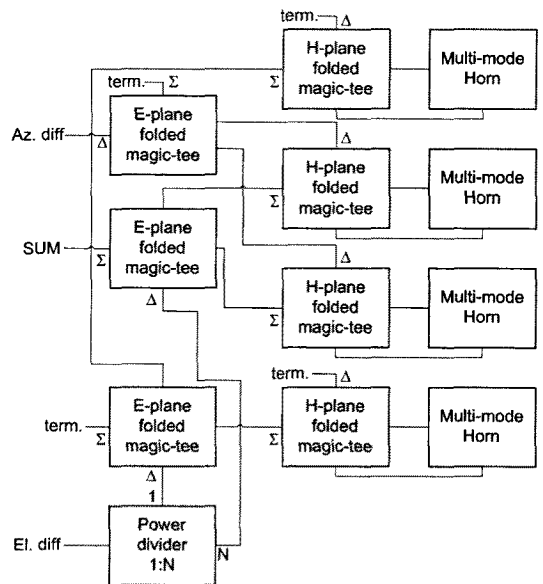 term. Δ
H-plane
folded
magic-tee
Σ
Multi-mode
Horn
term. Σ
E-plane
folded
magic-tee
Az. diff
Δ
Δ
H-plane
folded
magic-tee
Σ
Multi-mode
Horn
E-plane
folded
magic-tee
SUM
Σ
Δ
Δ
H-plane
folded
magic-tee
Σ
Multi-mode
Horn
term. Δ
E-plane
folded
magic-tee
term.
Σ
Δ
H-plane
folded
magic-tee
Σ
Multi-mode
Horn
1
Power
divider
1:N
El. diff
N